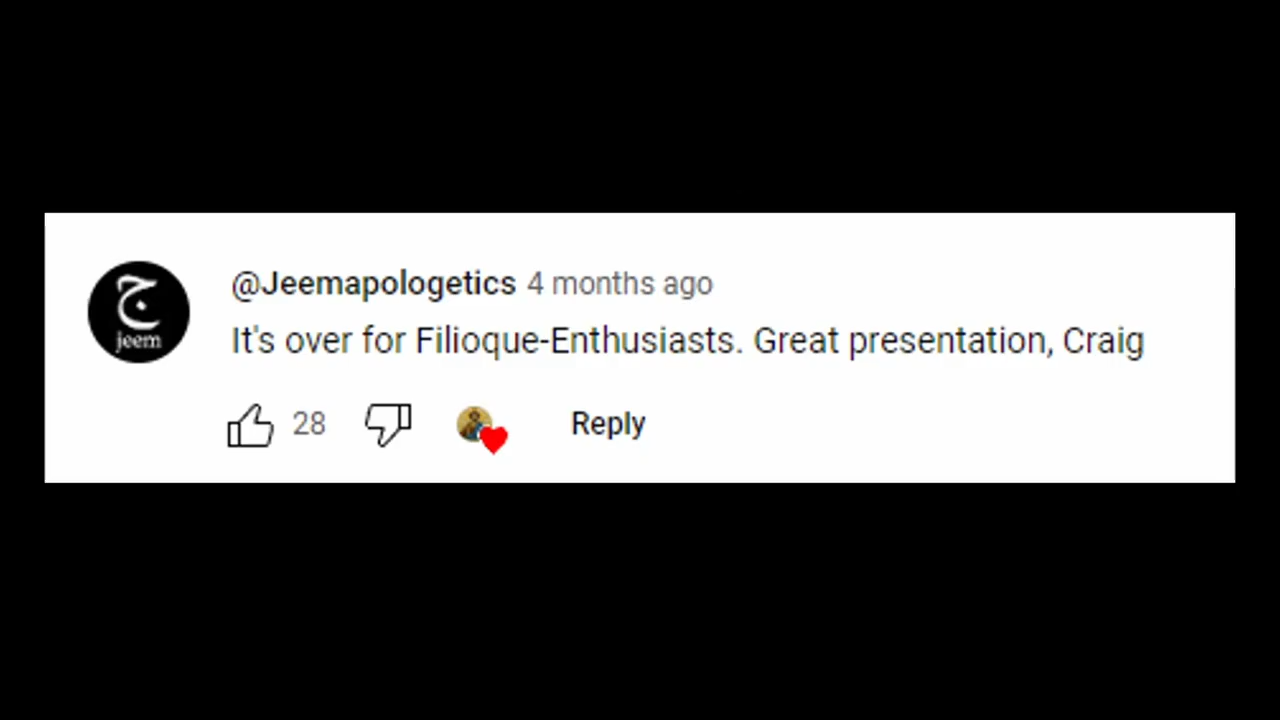 @Jeemapologetics 4 months ago
It's over for Filioque-Enthusiasts. Great presentation, Craig
ج
jeem
28
Reply